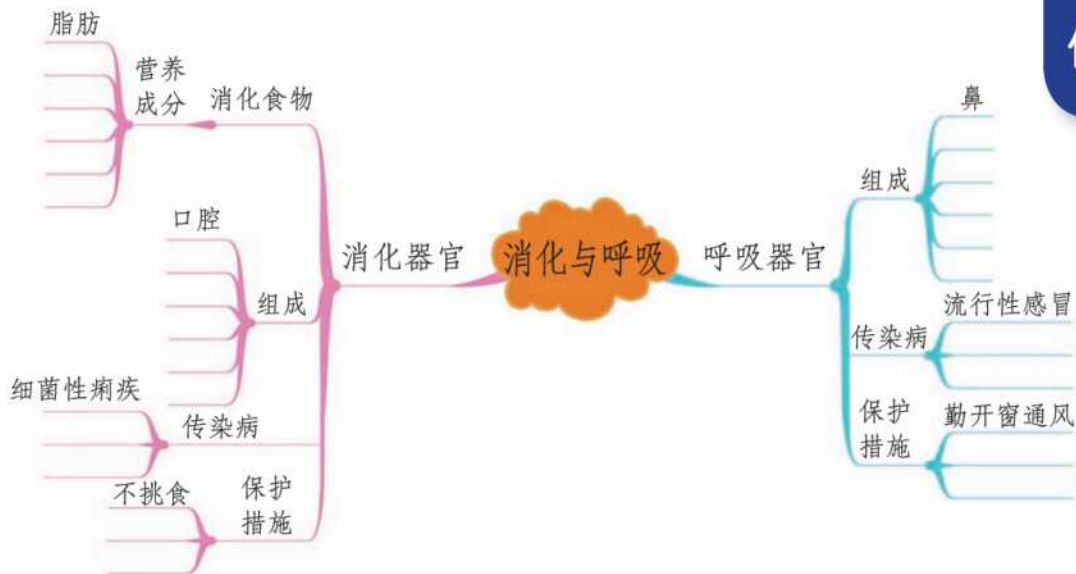 脂肪
营养
成分
消化食物
口腔
组成
消化器官
细菌性痢疾
传染病
不挑食
保护
措施
消化与呼吸
呼吸器官
鼻
组成
流行性感冒
传染病
保护
措施
勤开窗通风